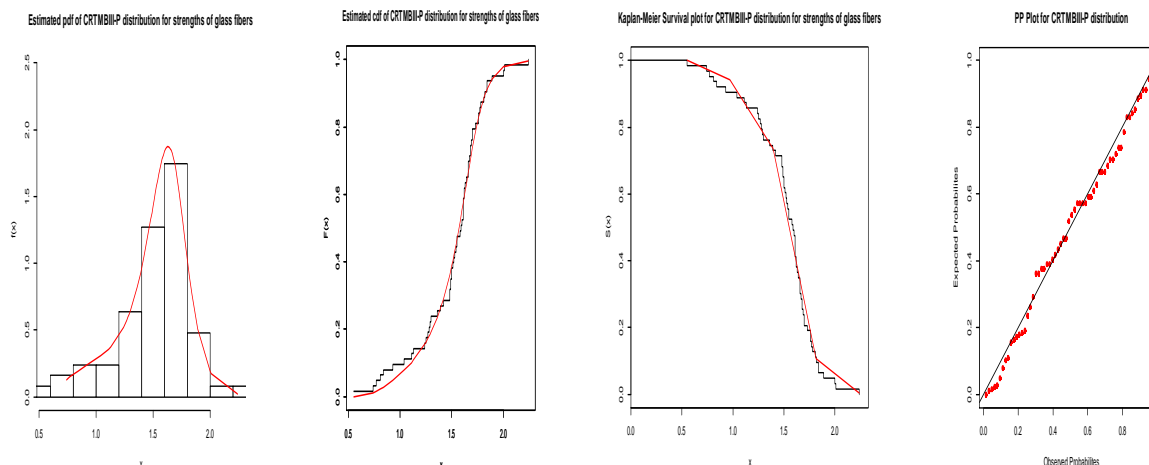 Estimated pdf of CRTMBIII-P distribution for strengths of glass fibers
f(x)
2.5
2.0
1.5
1.0
0.5
0.0
0.5 1.0 1.5 2.0
Estimated cdf of CRTMBIII-P distribution for strengths of glass fibers
F(x)
1.0
0.8
0.6
0.4
0.2
0.0
1.0 1.5 2.0
Kaplan-Meier Survival plot for CRTMBIII-P distribution for strengths of glass fibers
S(x)
1.0
0.8
0.6
0.4
0.2
0.0
0.0 0.5 1.0 1.5 2.0
PP Plot for CRTMBIII-P distribution
Expected Probabilities
1.0
0.8
0.6
0.4
0.2
0.0
0.0 0.2 0.4 0.6 0.8
Observed Probabilites